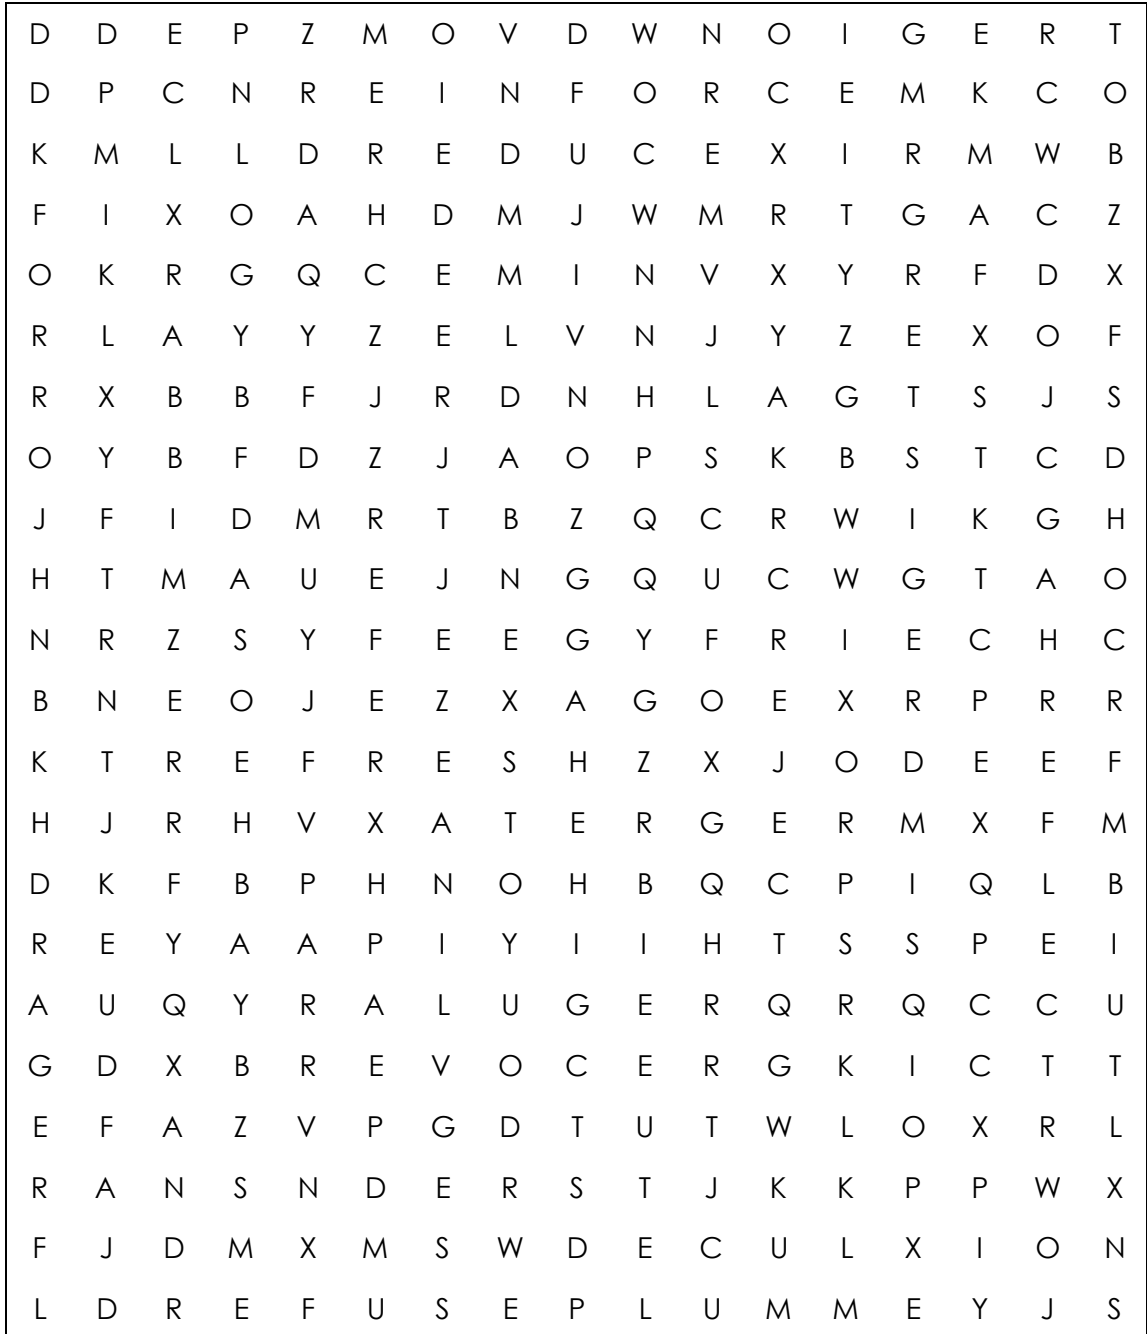 D D E P Z M O V D W N O I G E R T
D P C N R E I N F O R C E M K C O
K M L L D R E D U C E X I R M W B
F I X O A H D M J W M R T G A C Z
O K R G Q C E M I N V X Y R F D X
R L A Y Y Z E L V N J Y Z E X O F
R X B B F J R D N H L A G T S J S
O Y B F D Z J A O P S K B S T C D
J F I D M R T B Z Q C R W I K G H
H T M A U E J N G Q U C W G T A O
N R Z S Y F E E G Y F R I E C H C
B N E O J E Z X A G O E X R P R R
K T R E F R E S H Z X J O D E E F
H J R H V X A T E R G E R M X F M
D K F B P H N O H B Q C P I Q L B
R E Y A A P I Y I I H T S S P E I
A U Q Y R A L U G E R Q R Q C C U
G D X B R E V O C E R G K I C T T
E F A Z V P G D T U T W L O X R L
R A N S N D E R S T J K K P P W X
F J D M X M S W D E C U L X I O N
L D R E F U S E P L U M M E Y J S